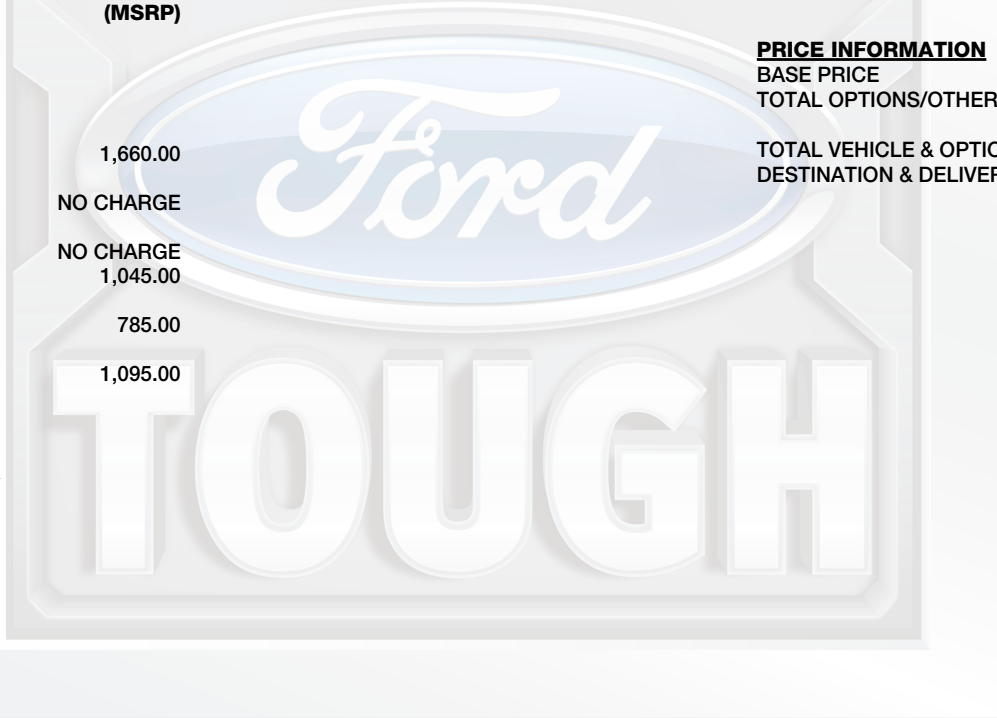 (MSRP)
1,660.00
NO CHARGE
NO CHARGE
1,045.00
785.00
1,095.00
PRICE INFORMATION
BASE PRICE
TOTAL OPTIONS/OTHER
TOTAL VEHICLE & OPTIO
DESTINATION & DELIVER
Ford
TOUGH